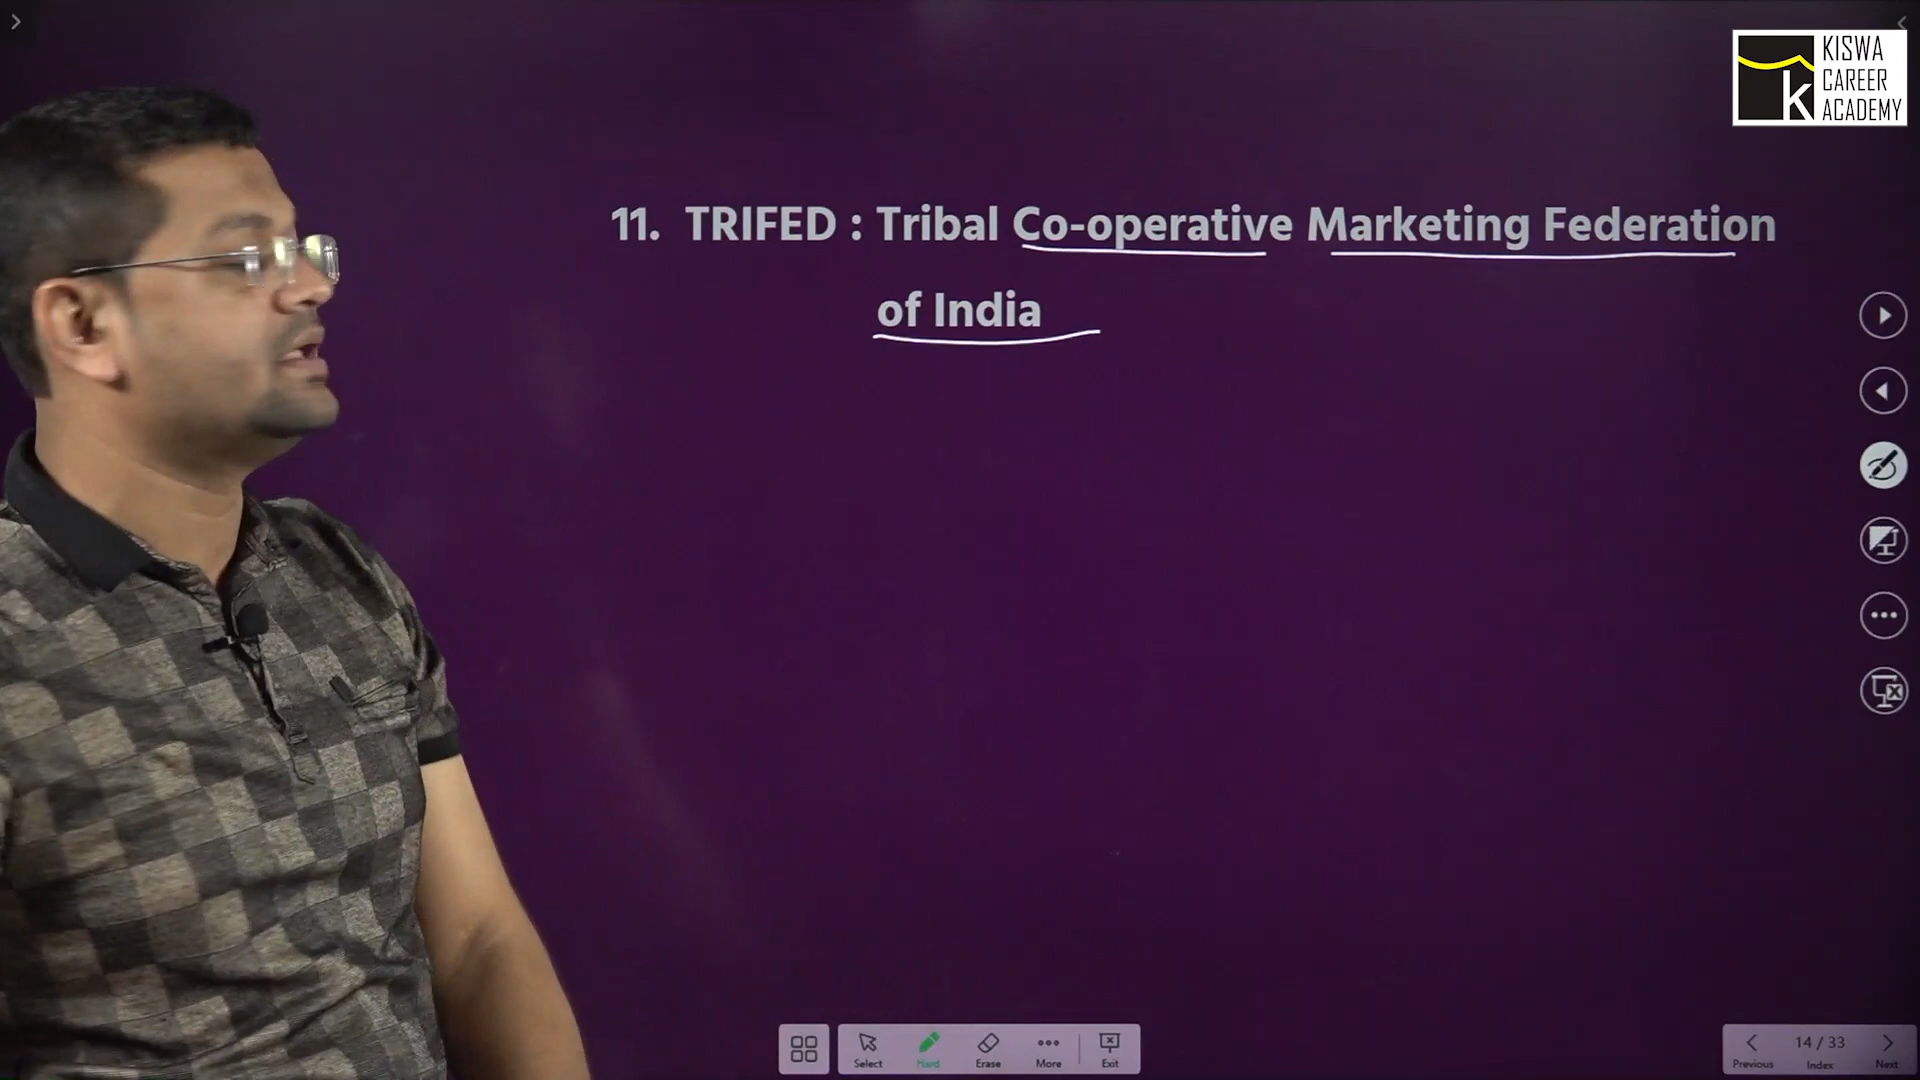 KISWA
CAREER
ACADEMY
k
11. TRIFED : Tribal Co-operative Marketing Federation
of India
Select
Hard
Erase
More
Exit
14 / 33
Previous
Index
Next